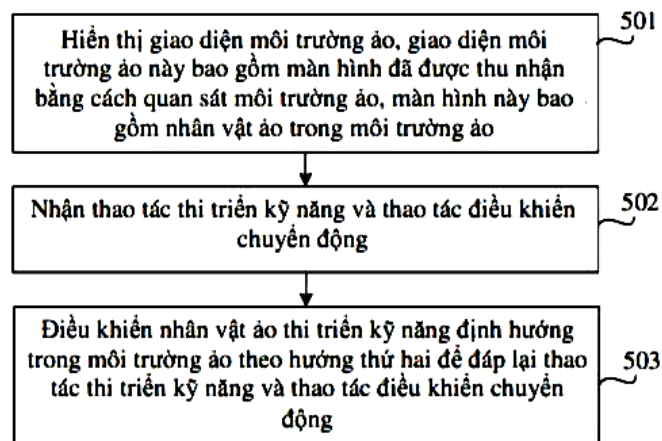 Hiển thị giao diện môi trường ảo, giao diện môi
trường ảo này bao gồm màn hình đã được thu nhận
bằng cách quan sát môi trường ảo, màn hình này bao
gồm nhân vật ảo trong môi trường ảo
501
Nhận thao tác thi triển kỹ năng và thao tác điều khiển
chuyển động
502
Điều khiển nhân vật ảo thi triển kỹ năng định hướng
trong môi trường ảo theo hướng thứ hai để đáp lại thao
tác thi triển kỹ năng và thao tác điều khiển chuyển
động
503